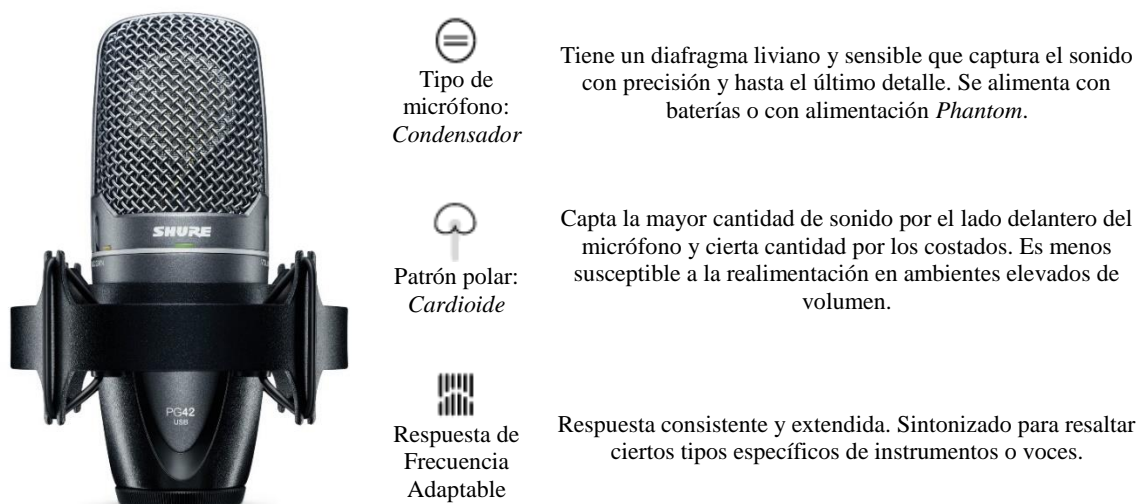 SHURE
PG42
USB
Tipo de
micrófono:
Condensador
Tiene un diafragma liviano y sensible que captura el sonido
con precisión y hasta el último detalle. Se alimenta con
baterías o con alimentación Phantom.
Patrón polar:
Cardioide
Capta la mayor cantidad de sonido por el lado delantero del
micrófono y cierta cantidad por los costados. Es menos
susceptible a la realimentación en ambientes elevados de
volumen.
Respuesta de
Frecuencia
Adaptable
Respuesta consistente y extendida. Sintonizado para resaltar
ciertos tipos específicos de instrumentos o voces.